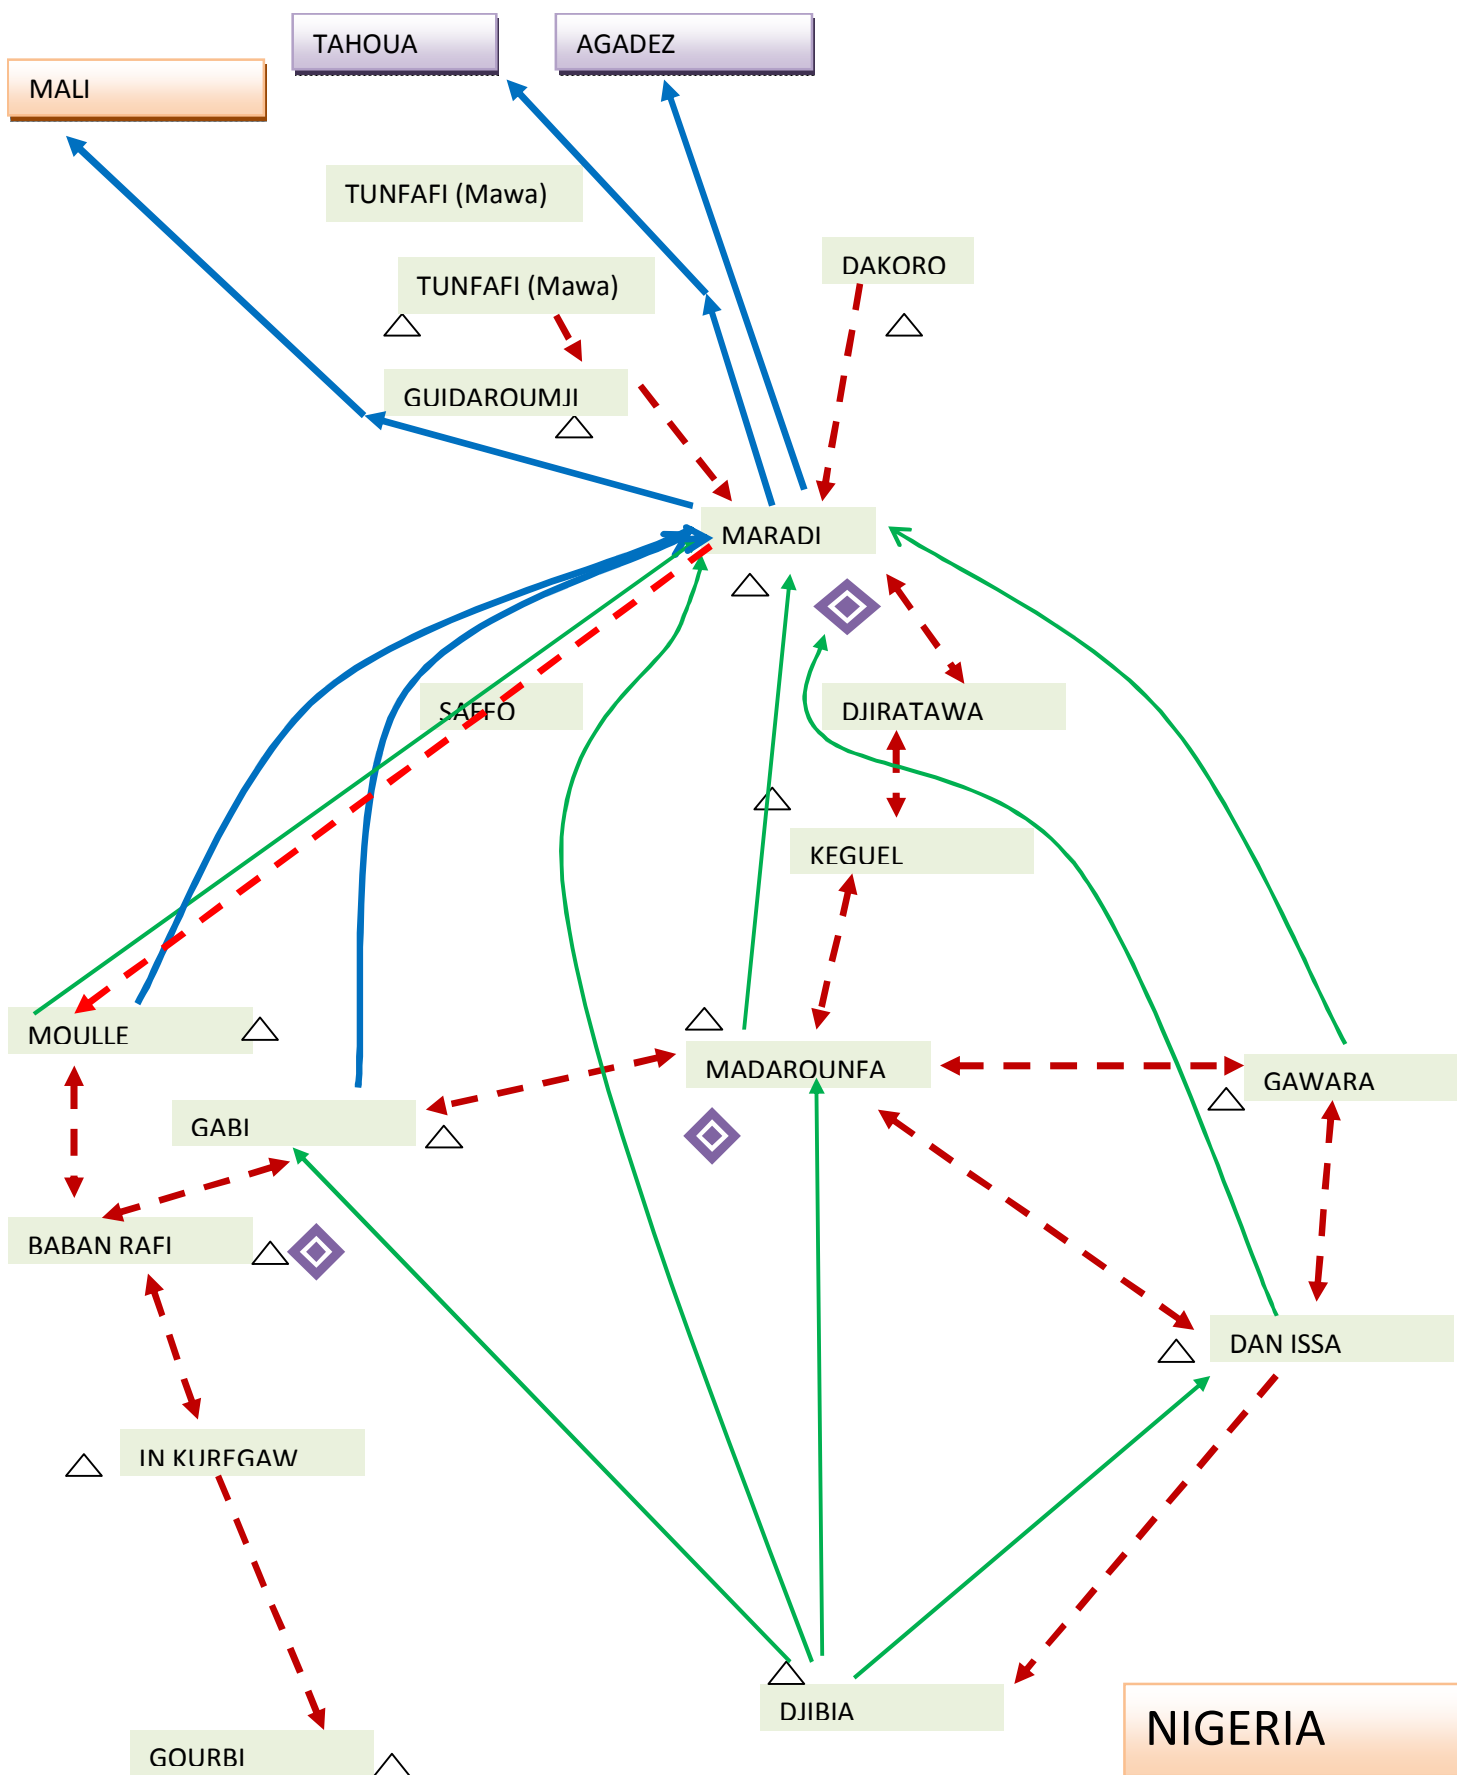 TAHOUA
AGADEZ
MALI
TUNFAFI (Mawa)
DAKORO
TUNFAFI (Mawa)
GUIDAROUMJI
MARADI
SAFFO
DJIRATAWA
KEGUEL
MOULLE
MADAROUNFA
GAWARA
GABI
BABAN RAFI
DAN ISSA
IN KUREGAW
DJIBIA
NIGERIA
GOURBI